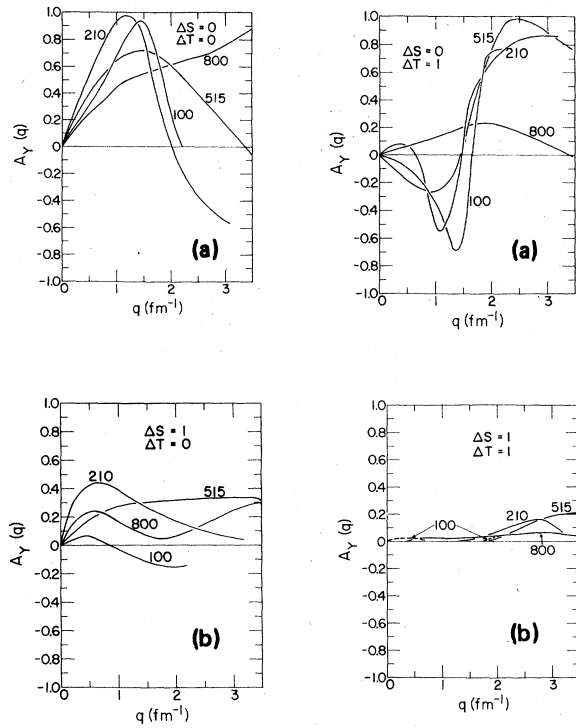 1.0
0.8
0.6
0.4
0.2
0
-0.2
-0.4
-0.6
-0.8
-1.0
A_Y (q)
210
ΔS = 0
ΔT = 0
800
515
100
(a)
0 1 2 3
q (fm⁻¹)
1.0
0.8
0.6
0.4
0.2
0
-0.2
-0.4
-0.6
-0.8
-1.0
A_Y (q)
ΔS = 0
ΔT = 1
515
210
800
100
(a)
0 1 2 3
q (fm⁻¹)
1.0
0.8
0.6
0.4
0.2
0
-0.2
-0.4
-0.6
-0.8
-1.0
A_Y (q)
ΔS = 1
ΔT = 0
210
515
800
100
(b)
0 1 2 3
q (fm⁻¹)
1.0
0.8
0.6
0.4
0.2
0
-0.2
-0.4
-0.6
-0.8
-1.0
A_Y (q)
ΔS = 1
ΔT = 1
100
210
515
800
(b)
0 1 2 3
q (fm⁻¹)